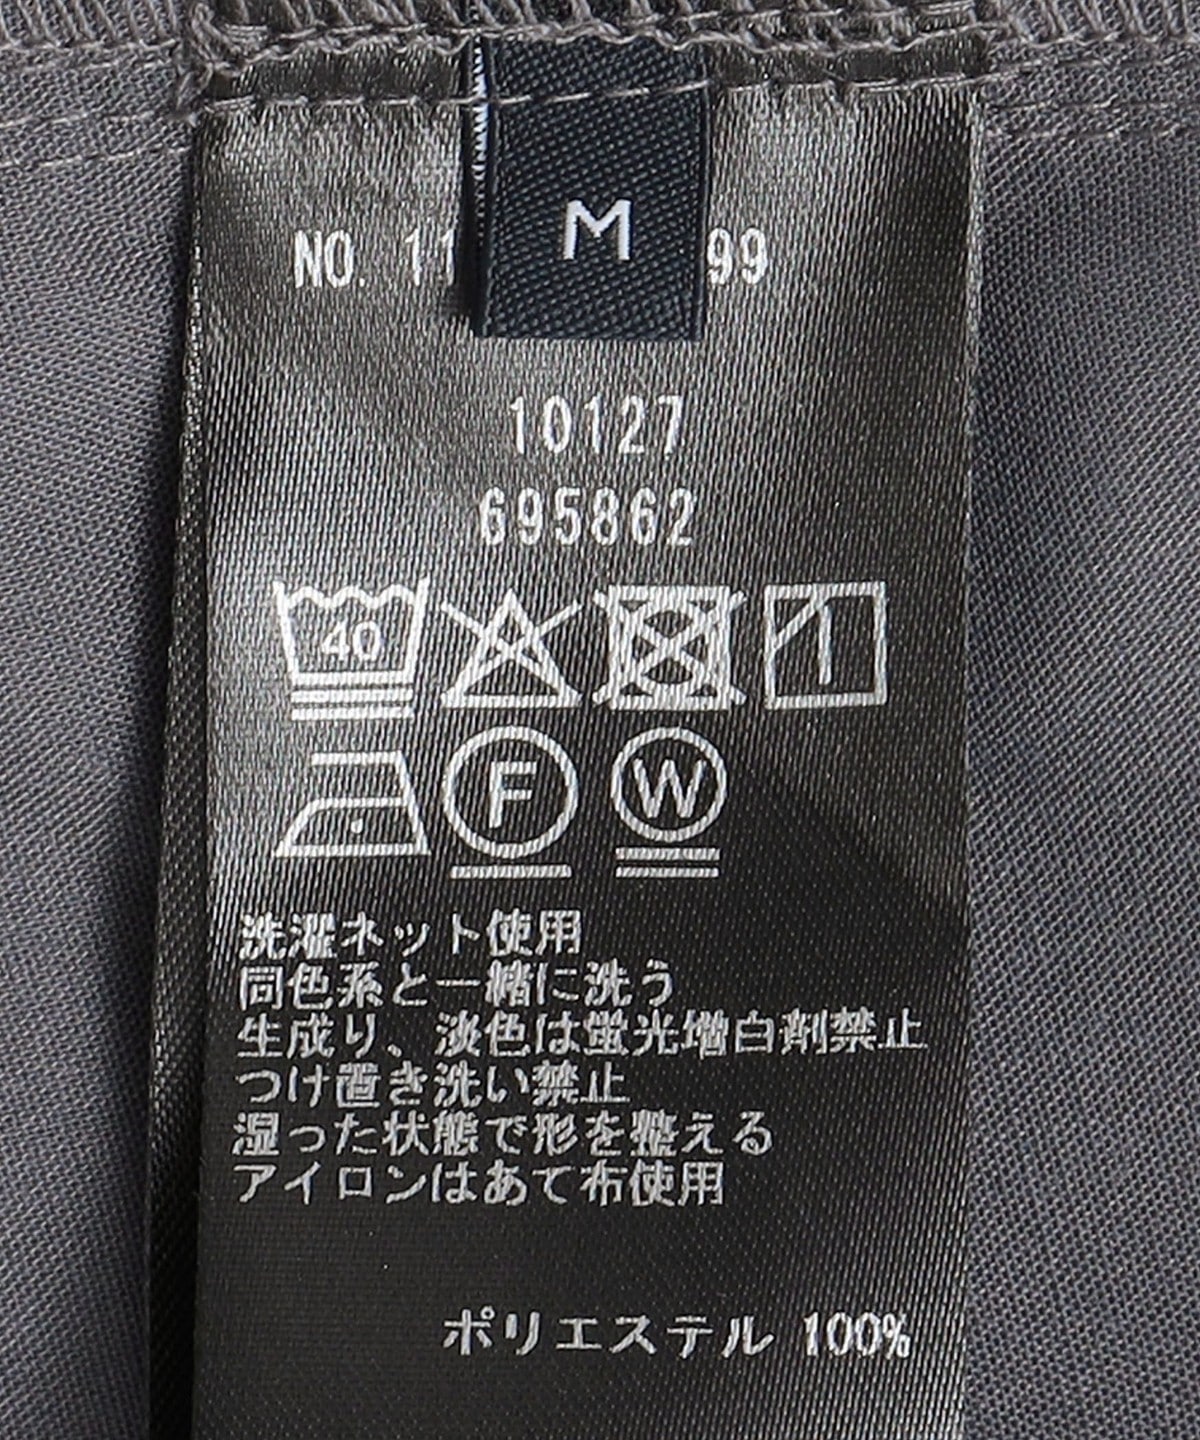 M
NO. 11 99
10127
695862
40
F W
洗濯ネット使用
同色系と一緒に洗う
生成り、淡色は蛍光増白剤禁止
つけ置き洗い禁止
湿った状態で形を整える
アイロンはあて布使用
ポリエステル 100%